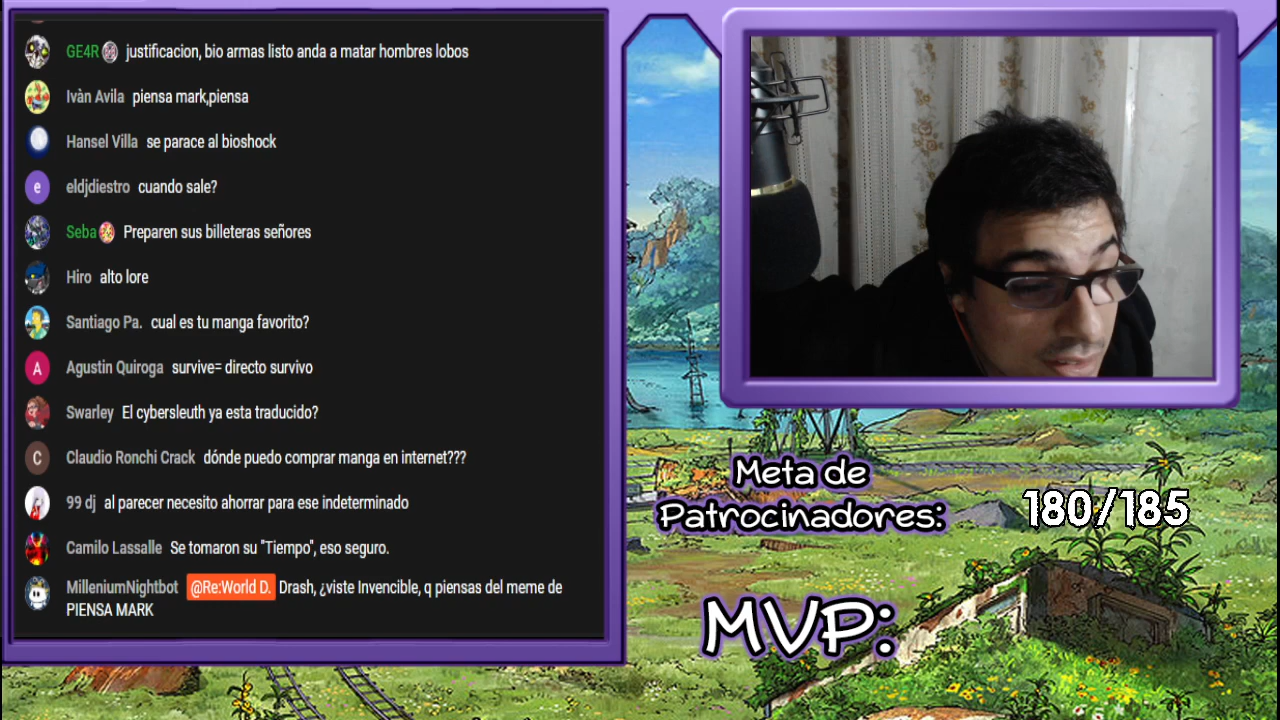 GE4R justificacion, bio armas listo anda a matar hombres lobos
Ivàn Avila piensa mark,piensa
Hansel Villa se parace al bioshock
e eldjdiestro cuando sale?
Seba Preparen sus billeteras señores
Hiro alto lore
Santiago Pa. cual es tu manga favorito?
A Agustin Quiroga survive= directo survivo
Swarley El cybersleuth ya esta traducido?
C Claudio Ronchi Crack dónde puedo comprar manga en internet???
99 dj al parecer necesito ahorrar para ese indeterminado
Camilo Lassalle Se tomaron su "Tiempo", eso seguro.
MilleniumNightbot @Re:World D. Drash, ¿viste Invencible, q piensas del meme de
PIENSA MARK
Meta de
Patrocinadores:
180/185
MVP: